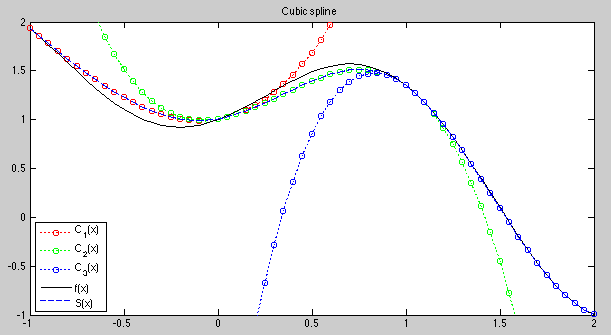 Cubic spline
2
1.5
1
0.5
0
-0.5
-1
C1(x)
C2(x)
C3(x)
f(x)
S(x)
-1 -0.5 0 0.5 1 1.5 2